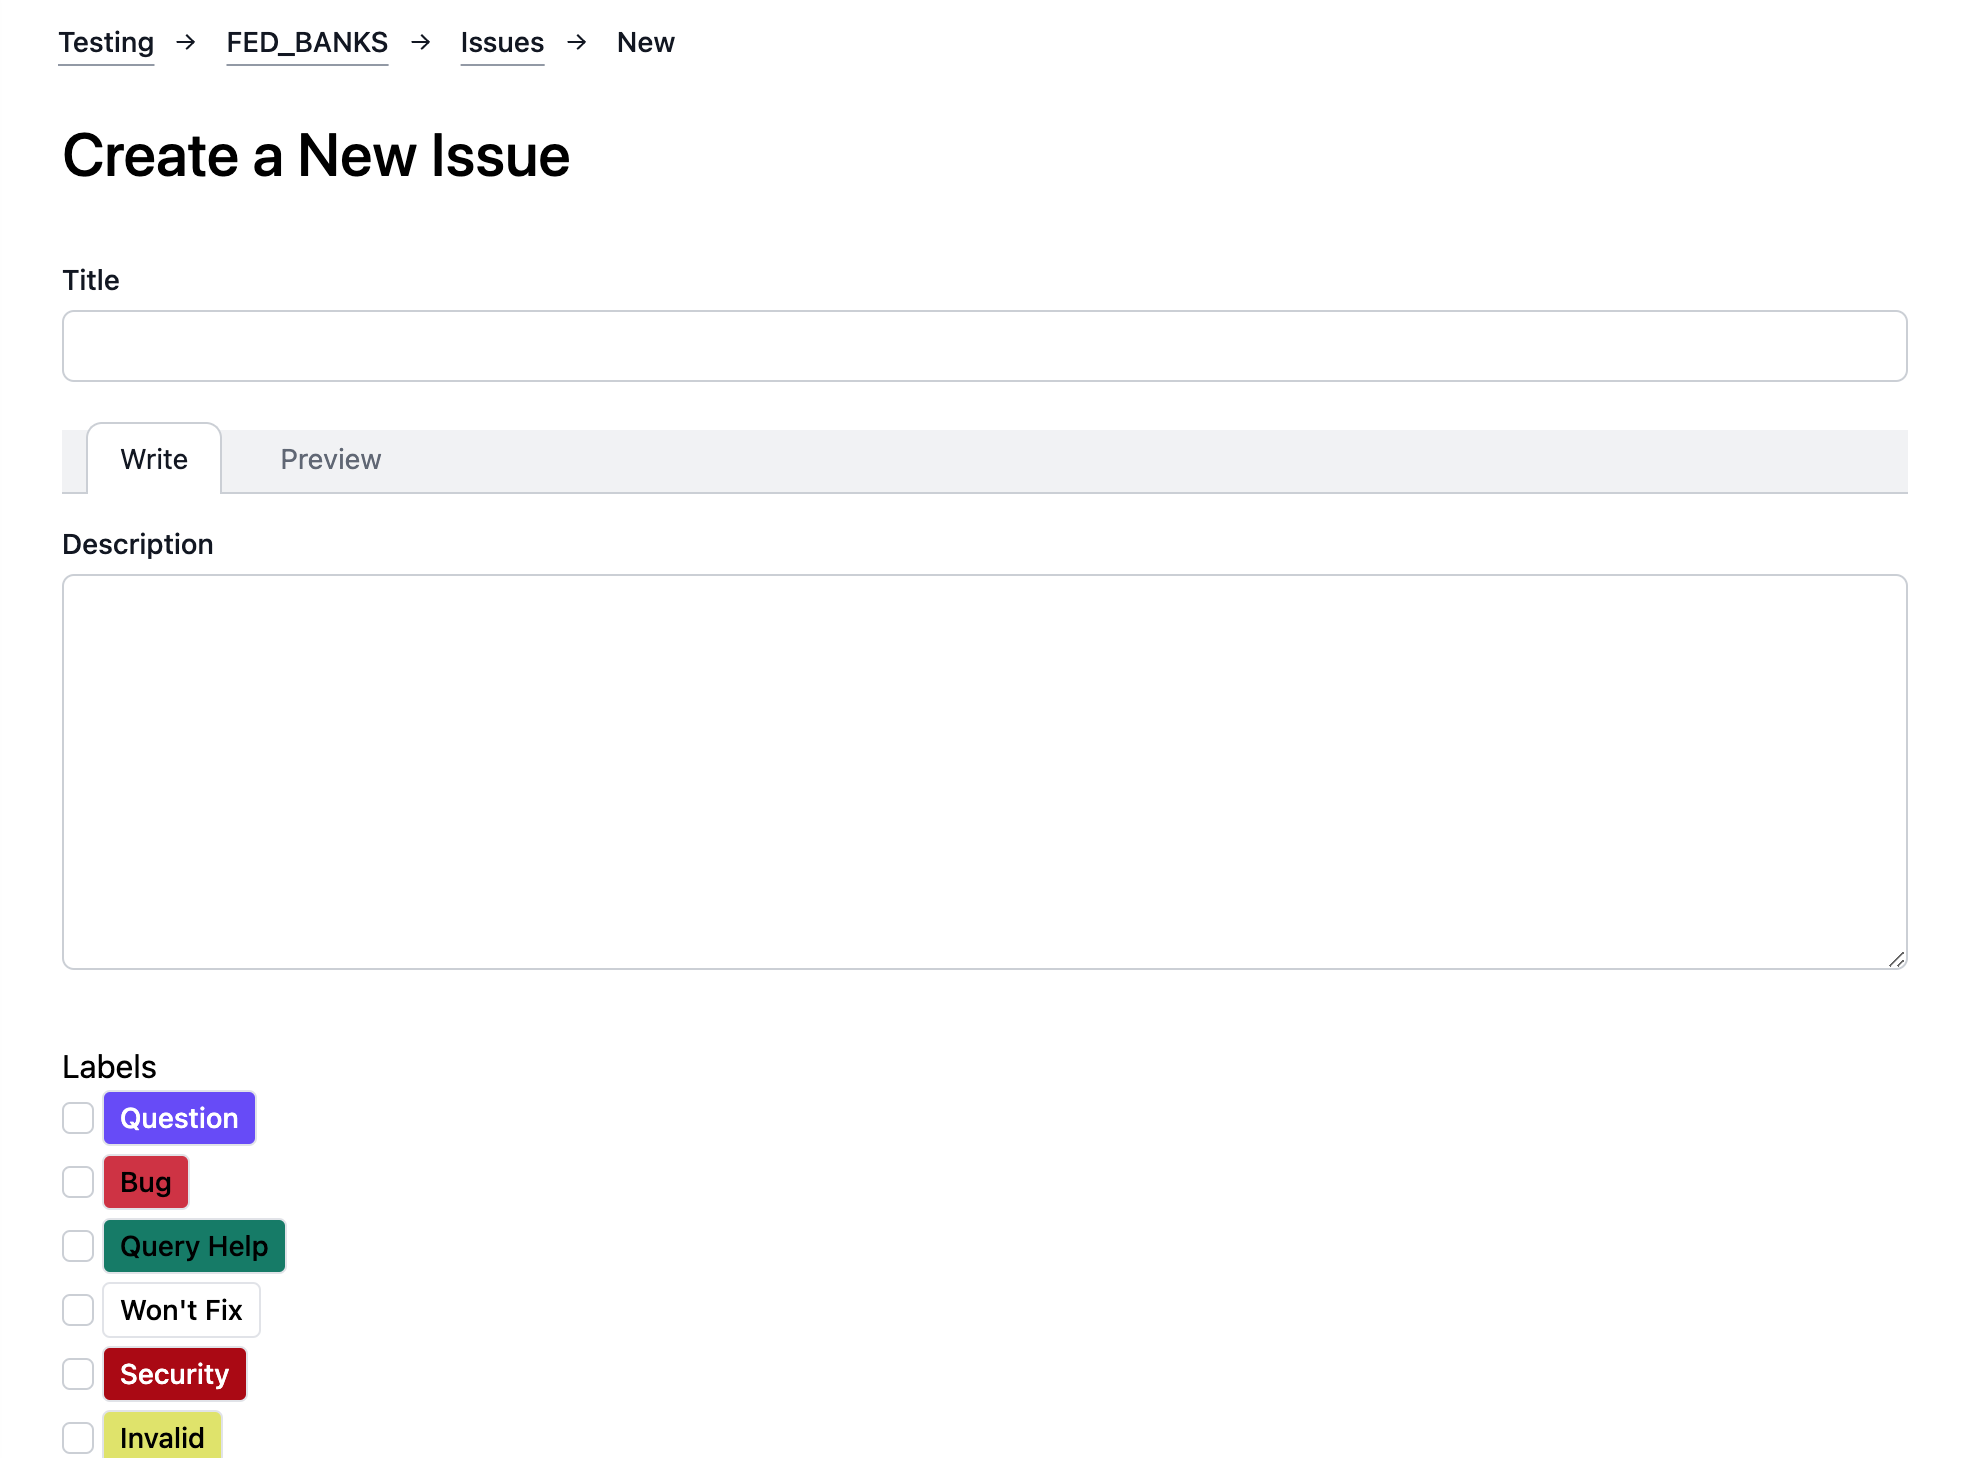 Testing → FED_BANKS → Issues → New
Create a New Issue
Title
Write Preview
Description
Labels
Question
Bug
Query Help
Won't Fix
Security
Invalid